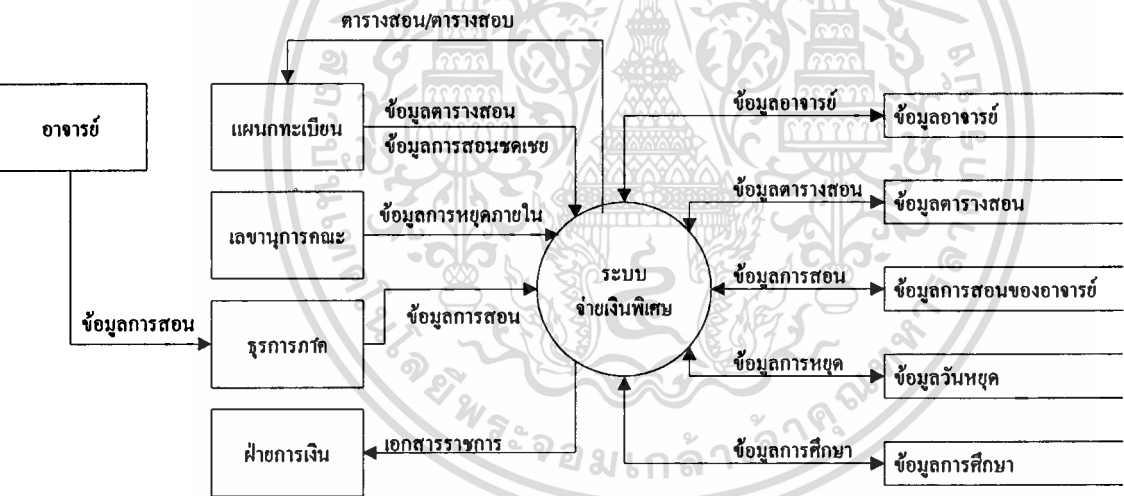 ตารางสอน/ตารางสอบ
อาจารย์
แผนกทะเบียน
ข้อมูลตารางสอน
ข้อมูลการสอนชดเชย
ข้อมูลอาจารย์
ข้อมูลอาจารย์
เลขานุการคณะ
ข้อมูลการหยุดภายใน
ข้อมูลตารางสอน
ข้อมูลตารางสอน
ระบบ
จ่ายเงินพิเศษ
ข้อมูลการสอน
ข้อมูลการสอนของอาจารย์
ข้อมูลการสอน
ธุรการภาค
ข้อมูลการสอน
ข้อมูลการหยุด
ข้อมูลวันหยุด
ฝ่ายการเงิน
เอกสารราชการ
ข้อมูลการศึกษา
ข้อมูลการศึกษา